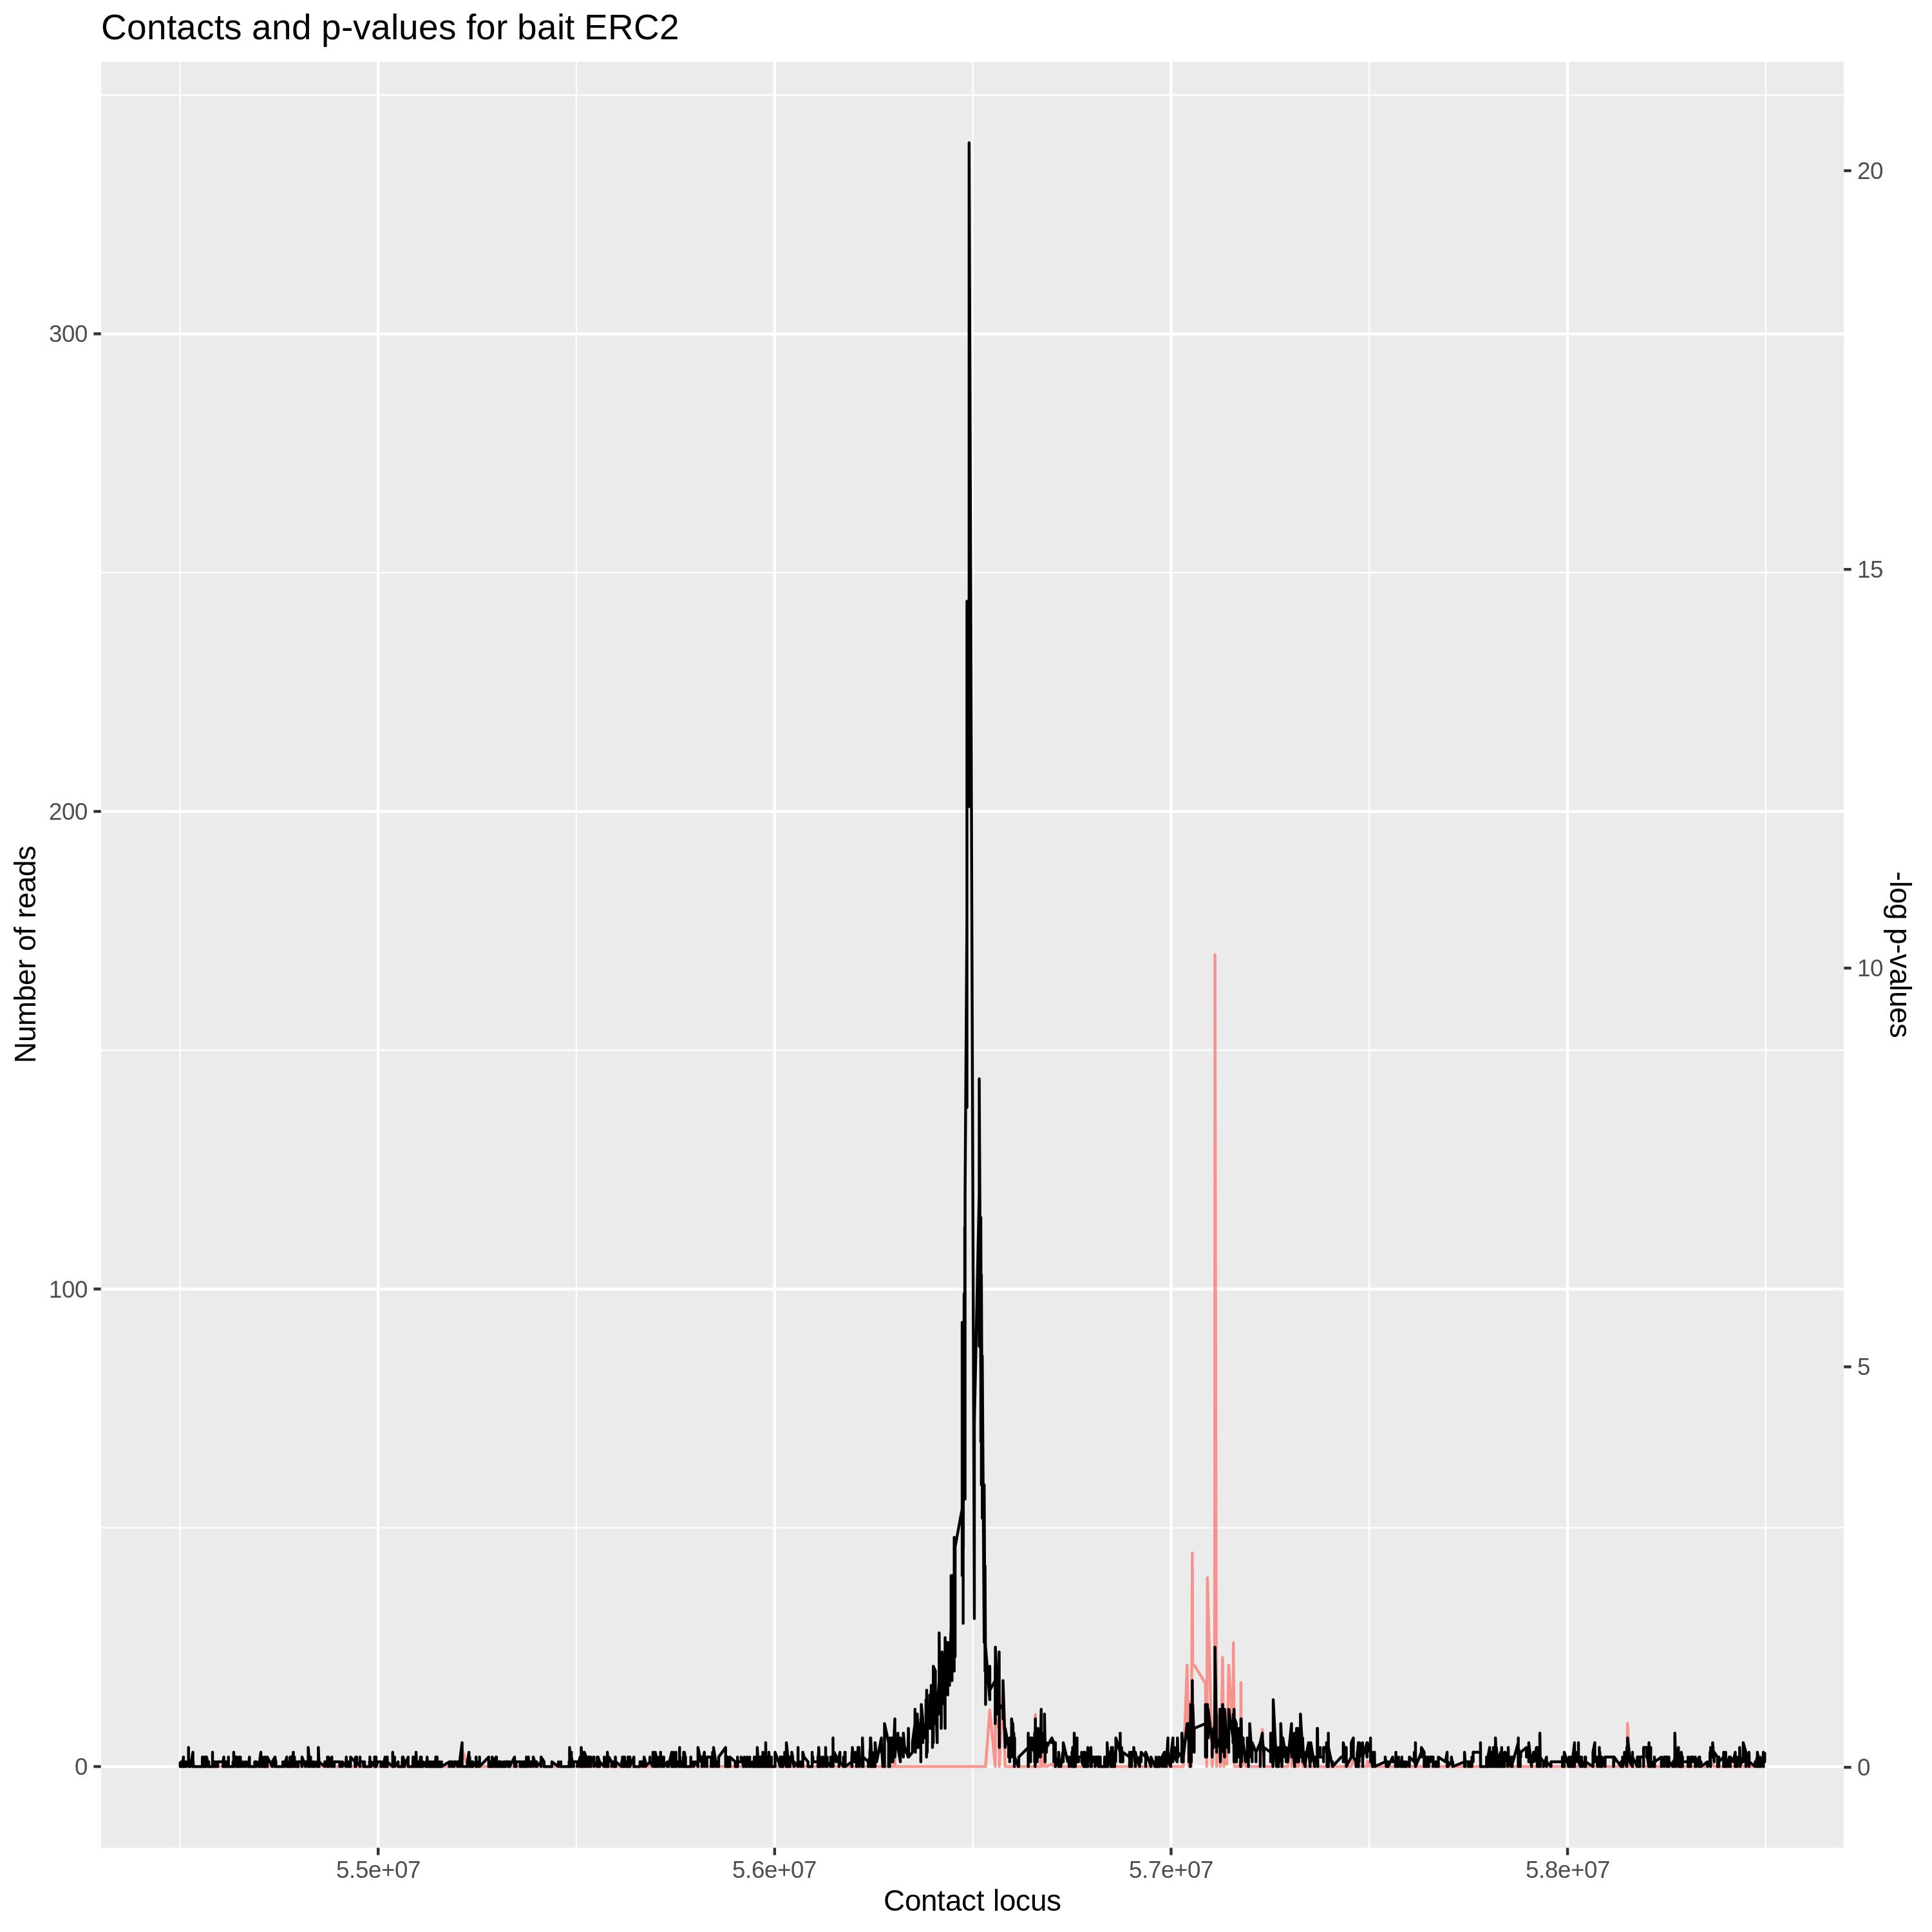 Contacts and p-values for bait ERC2
300
200
100
0
Number of reads
20
15
10
5
0
-log p-values
5.5e+07
5.6e+07
5.7e+07
5.8e+07
Contact locus